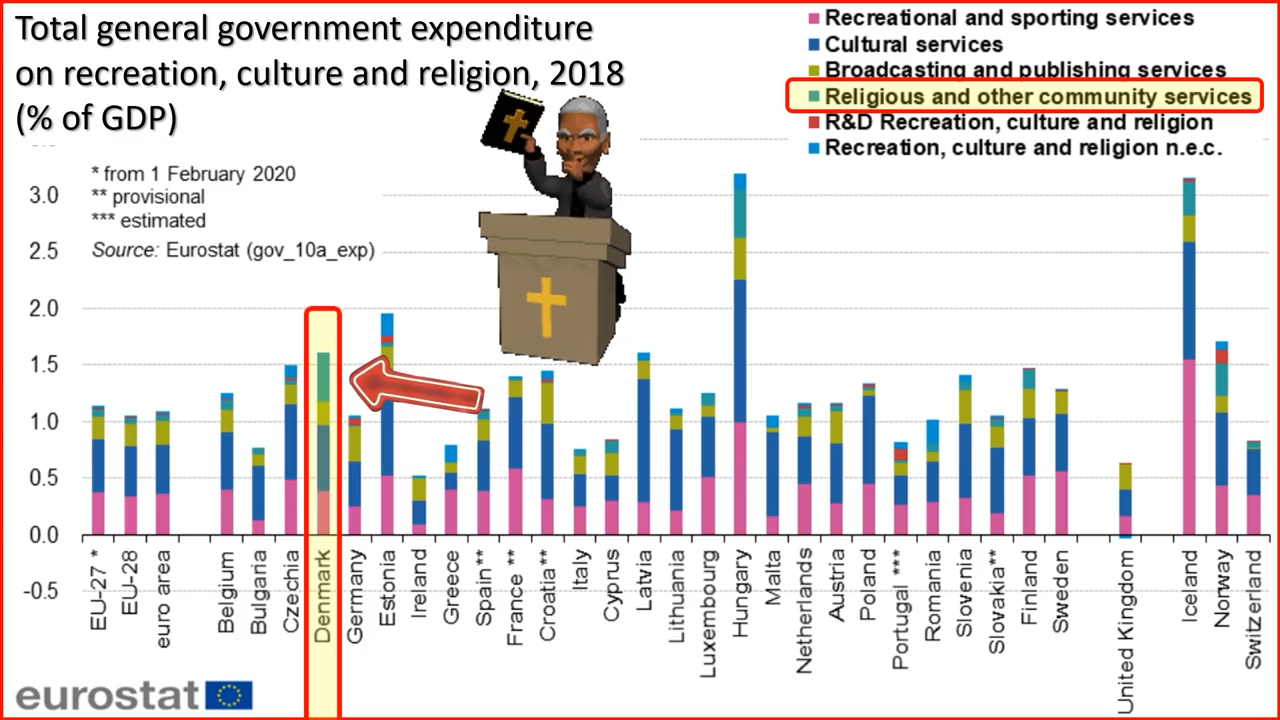 Total general government expenditure
on recreation, culture and religion, 2018
(% of GDP)
Recreational and sporting services
Cultural services
Broadcasting and publishing services
Religious and other community services
R&D Recreation, culture and religion
Recreation, culture and religion n.e.c.
* from 1 February 2020
** provisional
*** estimated
Source: Eurostat (gov_10a_exp)
3.0
2.5
2.0
1.5
1.0
0.5
0.0
-0.5
EU-27 *
EU-28
euro area
Belgium
Bulgaria
Czechia
Denmark
Germany
Estonia
Ireland
Greece
Spain**
France **
Croatia**
Italy
Cyprus
Latvia
Lithuania
Luxembourg
Hungary
Malta
Netherlands
Austria
Poland
Portugal ***
Romania
Slovenia
Slovakia**
Finland
Sweden
United Kingdom
Iceland
Norway
Switzerland
eurostat